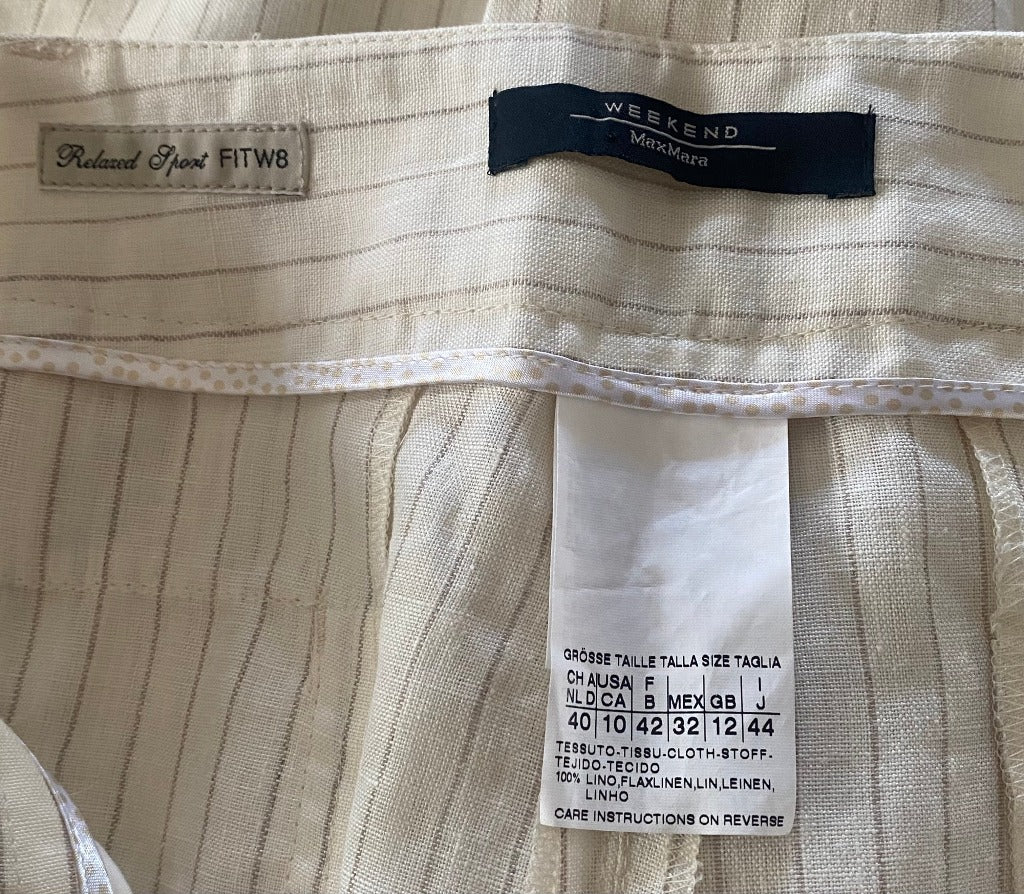 WEEKEND
MaxMara
Relaxed Sport FITW8
GRÖSSE TAILLE TALLA SIZE TAGLIA
CH A USA F I
NL D CA B MEX GB J
40 10 42 32 12 44
TESSUTO-TISSU-CLOTH-STOFF-
TEJIDO-TECIDO
100% LINO,FLAXLINEN,LIN,LEINEN,
LINHO
CARE INSTRUCTIONS ON REVERSE